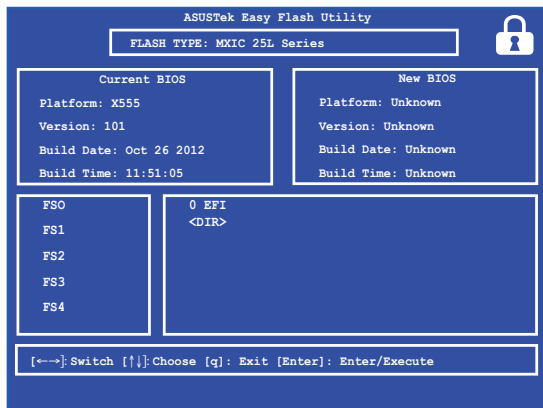 ASUSTek Easy Flash Utility
FLASH TYPE: MXIC 25L Series
Current BIOS
Platform: X555
Version: 101
Build Date: Oct 26 2012
Build Time: 11:51:05
New BIOS
Platform: Unknown
Version: Unknown
Build Date: Unknown
Build Time: Unknown
FSO
FS1
FS2
FS3
FS4
0 EFI
<DIR>
[←→]: Switch [↑↓]: Choose [q]: Exit [Enter]: Enter/Execute